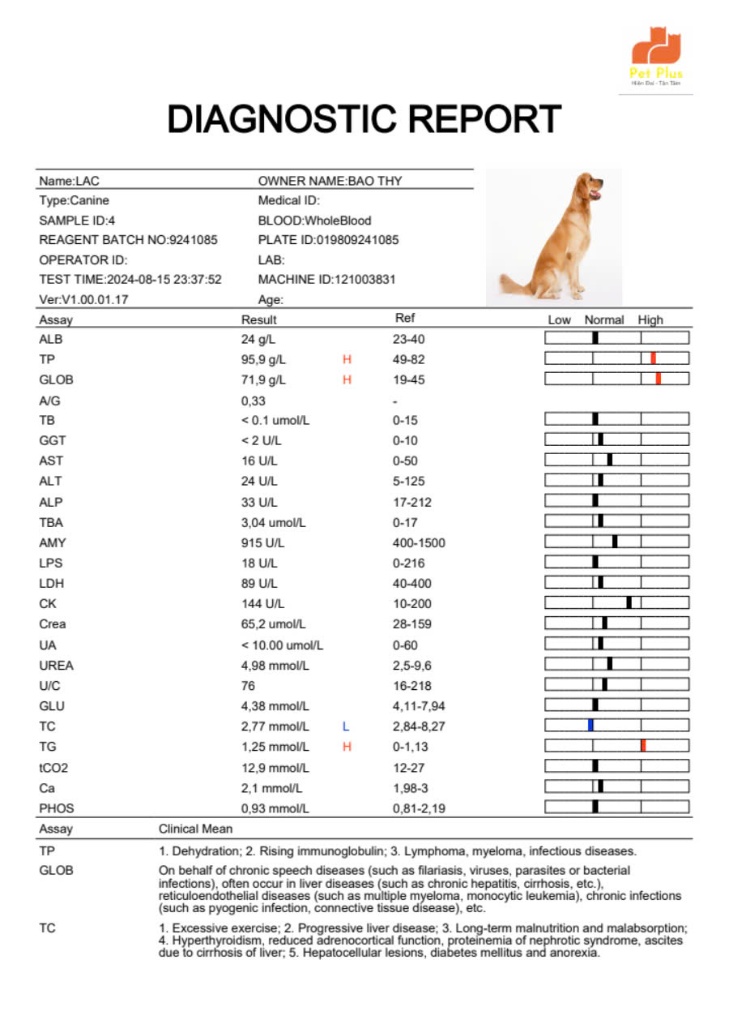 Pet Plus
Hiện Đại - Tận Tâm
DIAGNOSTIC REPORT
Name:LAC OWNER NAME:BAO THY
Type:Canine Medical ID:
SAMPLE ID:4 BLOOD:WholeBlood
REAGENT BATCH NO:9241085 PLATE ID:019809241085
OPERATOR ID: LAB:
TEST TIME:2024-08-15 23:37:52 MACHINE ID:121003831
Ver:V1.00.01.17 Age:
Assay Result Ref Low Normal High
ALB 24 g/L 23-40
TP 95,9 g/L H 49-82
GLOB 71,9 g/L H 19-45
A/G 0,33 -
TB < 0.1 umol/L 0-15
GGT < 2 U/L 0-10
AST 16 U/L 0-50
ALT 24 U/L 5-125
ALP 33 U/L 17-212
TBA 3,04 umol/L 0-17
AMY 915 U/L 400-1500
LPS 18 U/L 0-216
LDH 89 U/L 40-400
CK 144 U/L 10-200
Crea 65,2 umol/L 28-159
UA < 10.00 umol/L 0-60
UREA 4,98 mmol/L 2,5-9,6
U/C 76 16-218
GLU 4,38 mmol/L 4,11-7,94
TC 2,77 mmol/L L 2,84-8,27
TG 1,25 mmol/L H 0-1,13
tCO2 12,9 mmol/L 12-27
Ca 2,1 mmol/L 1,98-3
PHOS 0,93 mmol/L 0,81-2,19
Assay Clinical Mean
TP 1. Dehydration; 2. Rising immunoglobulin; 3. Lymphoma, myeloma, infectious diseases.
GLOB On behalf of chronic speech diseases (such as filariasis, viruses, parasites or bacterial
infections), often occur in liver diseases (such as chronic hepatitis, cirrhosis, etc.),
reticuloendothelial diseases (such as multiple myeloma, monocytic leukemia), chronic infections
(such as pyogenic infection, connective tissue disease), etc.
TC 1. Excessive exercise; 2. Progressive liver disease; 3. Long-term malnutrition and malabsorption;
4. Hyperthyroidism, reduced adrenocortical function, proteinemia of nephrotic syndrome, ascites
due to cirrhosis of liver; 5. Hepatocellular lesions, diabetes mellitus and anorexia.